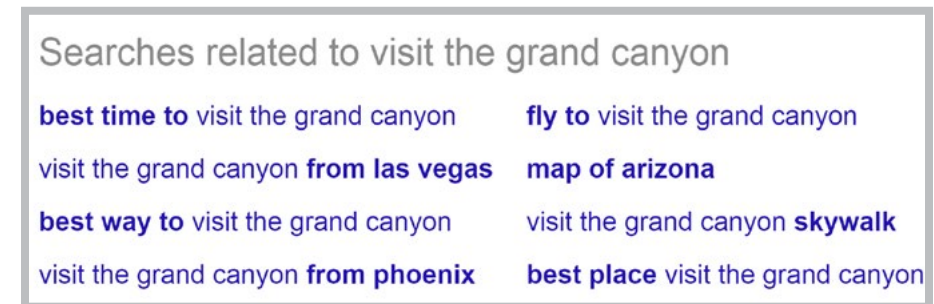 Searches related to visit the grand canyon
best time to visit the grand canyon
visit the grand canyon from las vegas
best way to visit the grand canyon
visit the grand canyon from phoenix
fly to visit the grand canyon
map of arizona
visit the grand canyon skywalk
best place visit the grand canyon